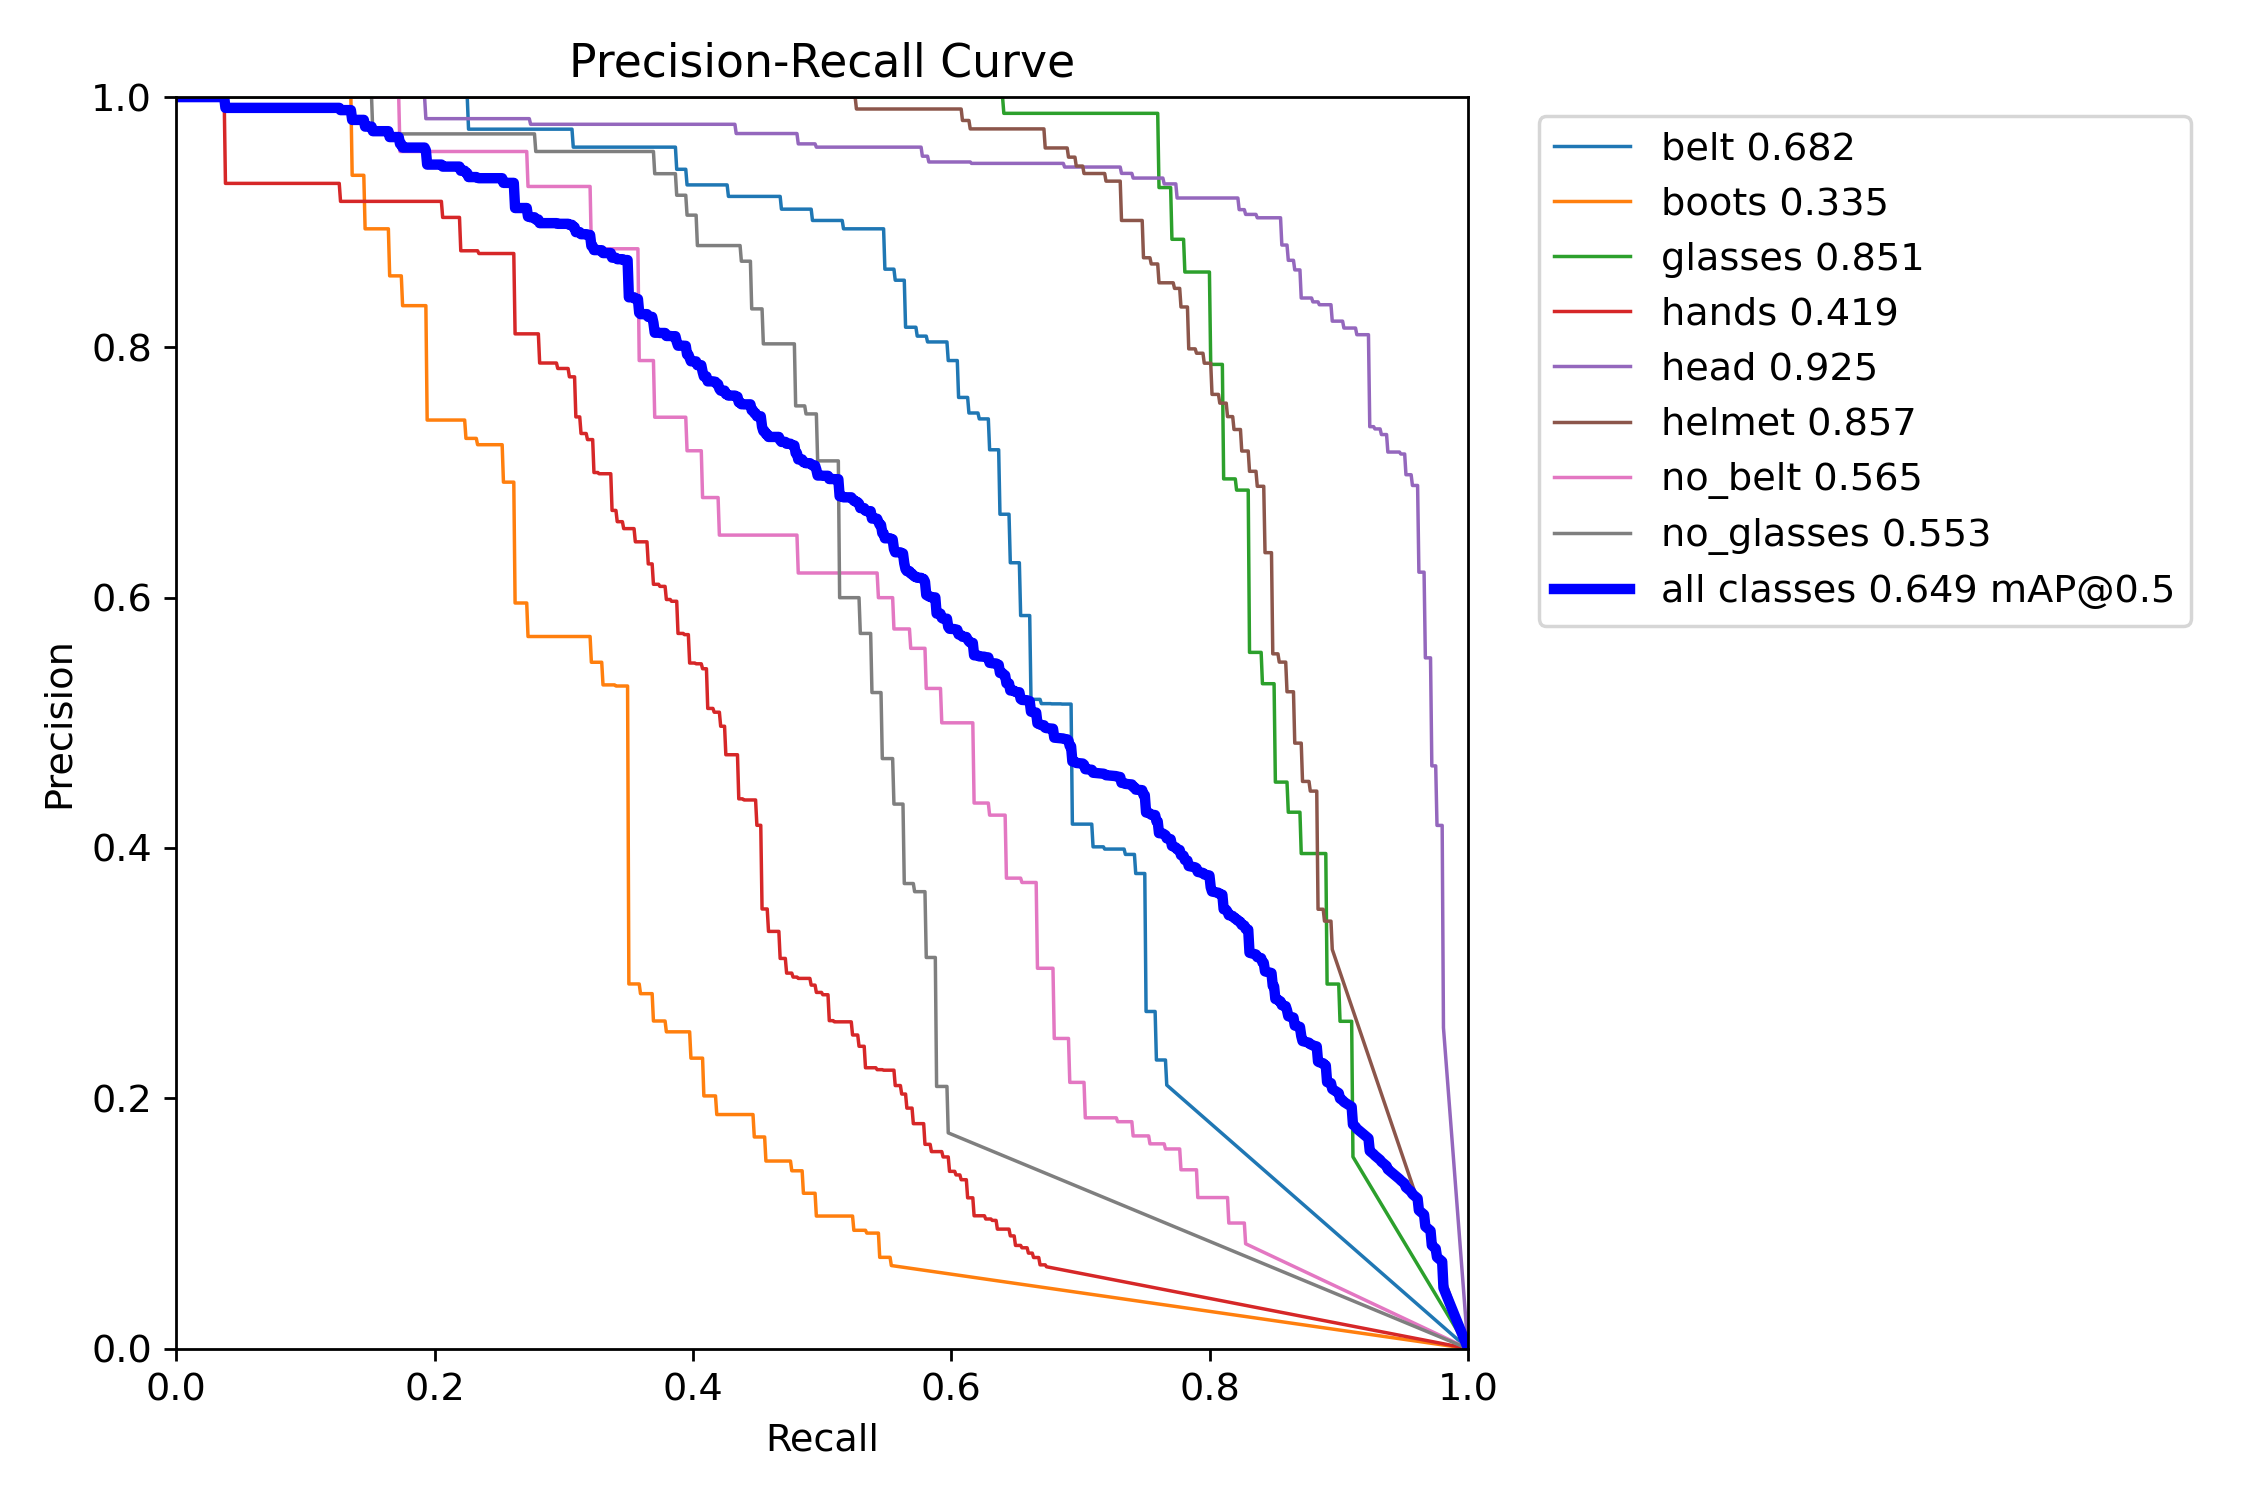 Precision-Recall Curve
1.0
0.8
0.6
0.4
0.2
0.0
Precision
0.0 0.2 0.4 0.6 0.8 1.0
Recall
belt 0.682
boots 0.335
glasses 0.851
hands 0.419
head 0.925
helmet 0.857
no_belt 0.565
no_glasses 0.553
all classes 0.649 mAP@0.5